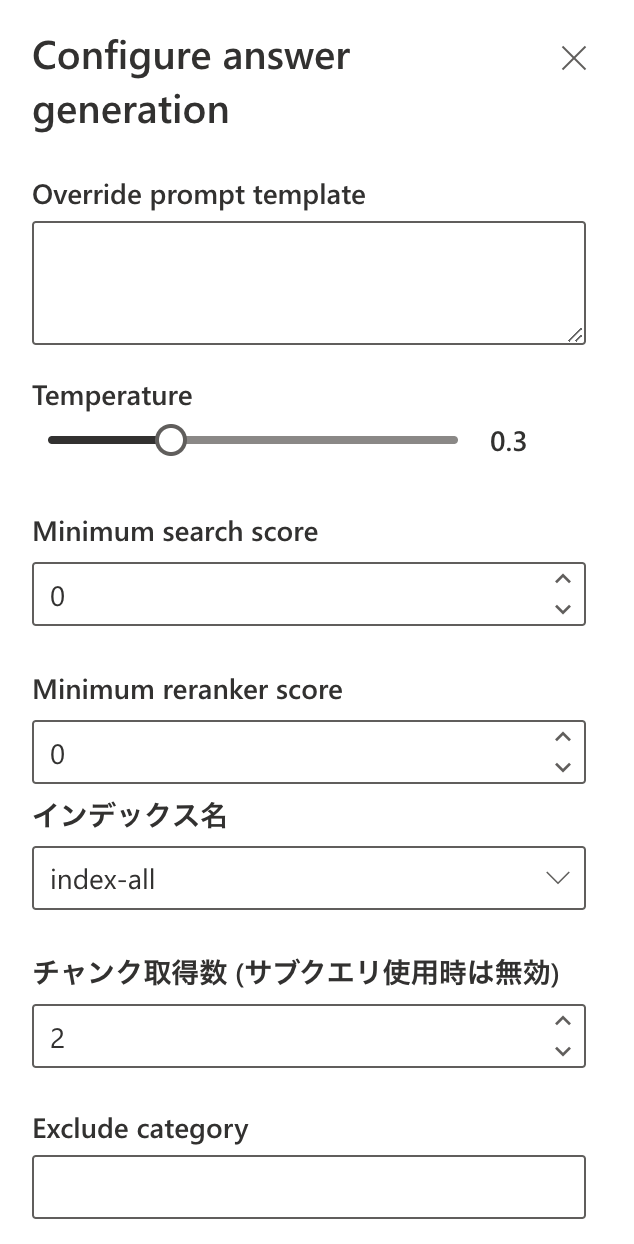 Configure answer
generation
Override prompt template
Temperature
0.3
Minimum search score
0
Minimum reranker score
0
インデックス名
index-all
チャンク取得数 (サブクエリ使用時は無効)
2
Exclude category